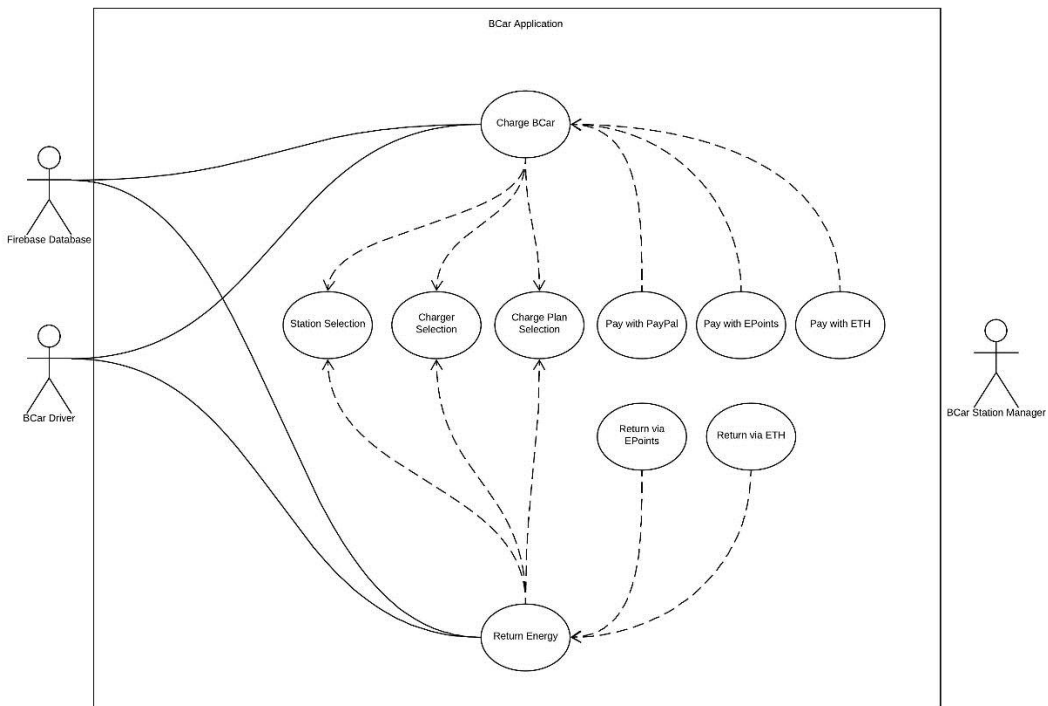 BCar Application
Charge BCar
Firebase Database
Station Selection
Charger
Selection
Charge Plan
Selection
Pay with PayPal
Pay with EPoints
Pay with ETH
BCar Driver
BCar Station Manager
Return via
EPoints
Return via ETH
Return Energy